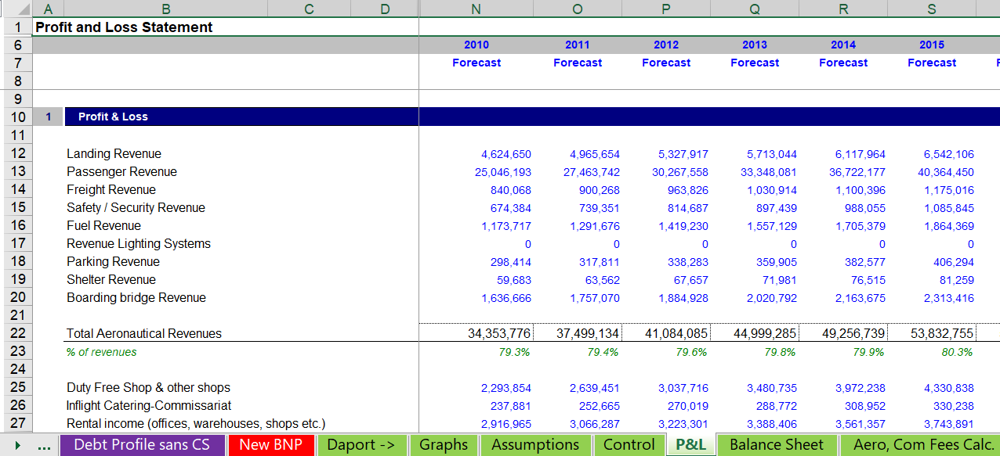 A B C D N O P Q R S
1 Profit and Loss Statement
6 2010 2011 2012 2013 2014 2015
7 Forecast Forecast Forecast Forecast Forecast Forecast
8
9
10 1 Profit & Loss
11
12 Landing Revenue 4,624,650 4,965,654 5,327,917 5,713,044 6,117,964 6,542,106
13 Passenger Revenue 25,046,193 27,463,742 30,267,558 33,348,081 36,722,177 40,364,450
14 Freight Revenue 840,068 900,268 963,826 1,030,914 1,100,396 1,175,016
15 Safety / Security Revenue 674,384 739,351 814,687 897,439 988,055 1,085,845
16 Fuel Revenue 1,173,717 1,291,676 1,419,230 1,557,129 1,705,379 1,864,369
17 Revenue Lighting Systems 0 0 0 0 0 0
18 Parking Revenue 298,414 317,811 338,283 359,905 382,577 406,294
19 Shelter Revenue 59,683 63,562 67,657 71,981 76,515 81,259
20 Boarding bridge Revenue 1,636,666 1,757,070 1,884,928 2,020,792 2,163,675 2,313,416
21
22 Total Aeronautical Revenues 34,353,776 37,499,134 41,084,085 44,999,285 49,256,739 53,832,755
23 % of revenues 79.3% 79.4% 79.6% 79.8% 79.9% 80.3%
24
25 Duty Free Shop & other shops 2,293,854 2,639,451 3,037,716 3,480,735 3,972,238 4,330,838
26 Inflight Catering-Commissariat 237,881 252,665 270,019 288,772 308,952 330,238
27 Rental income (offices, warehouses, shops etc.) 2,916,965 3,066,287 3,223,301 3,388,406 3,561,357 3,743,891
... Debt Profile sans CS New BNP Daport -> Graphs Assumptions Control P&L Balance Sheet Aero, Com Fees Calc.